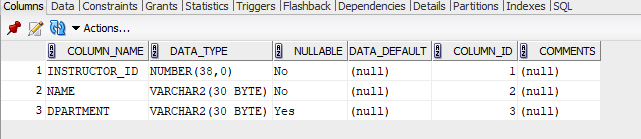 Columns Data Constraints Grants Statistics Triggers Flashback Dependencies Details Partitions Indexes SQL
Actions...
COLUMN_NAME DATA_TYPE NULLABLE DATA_DEFAULT COLUMN_ID COMMENTS
1 INSTRUCTOR_ID NUMBER(38,0) No (null) 1 (null)
2 NAME VARCHAR2(30 BYTE) No (null) 2 (null)
3 DPARTMENT VARCHAR2(30 BYTE) Yes (null) 3 (null)